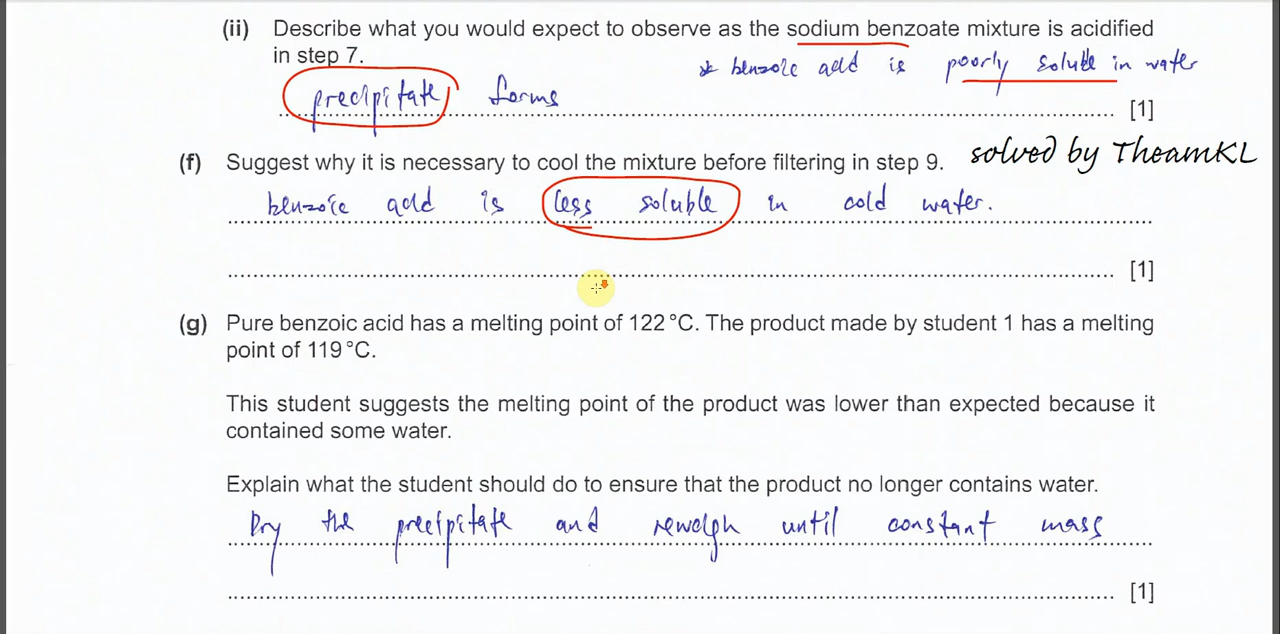 (ii) Describe what you would expect to observe as the sodium benzoate mixture is acidified
in step 7.
* benzoic acid is poorly soluble in water
precipitate forms
[1]
(f) Suggest why it is necessary to cool the mixture before filtering in step 9.
solved by TheamKL
benzoic acid is less soluble in cold water.
[1]
(g) Pure benzoic acid has a melting point of 122 °C. The product made by student 1 has a melting
point of 119 °C.
This student suggests the melting point of the product was lower than expected because it
contained some water.
Explain what the student should do to ensure that the product no longer contains water.
Dry the precipitate and reweigh until constant mass
[1]